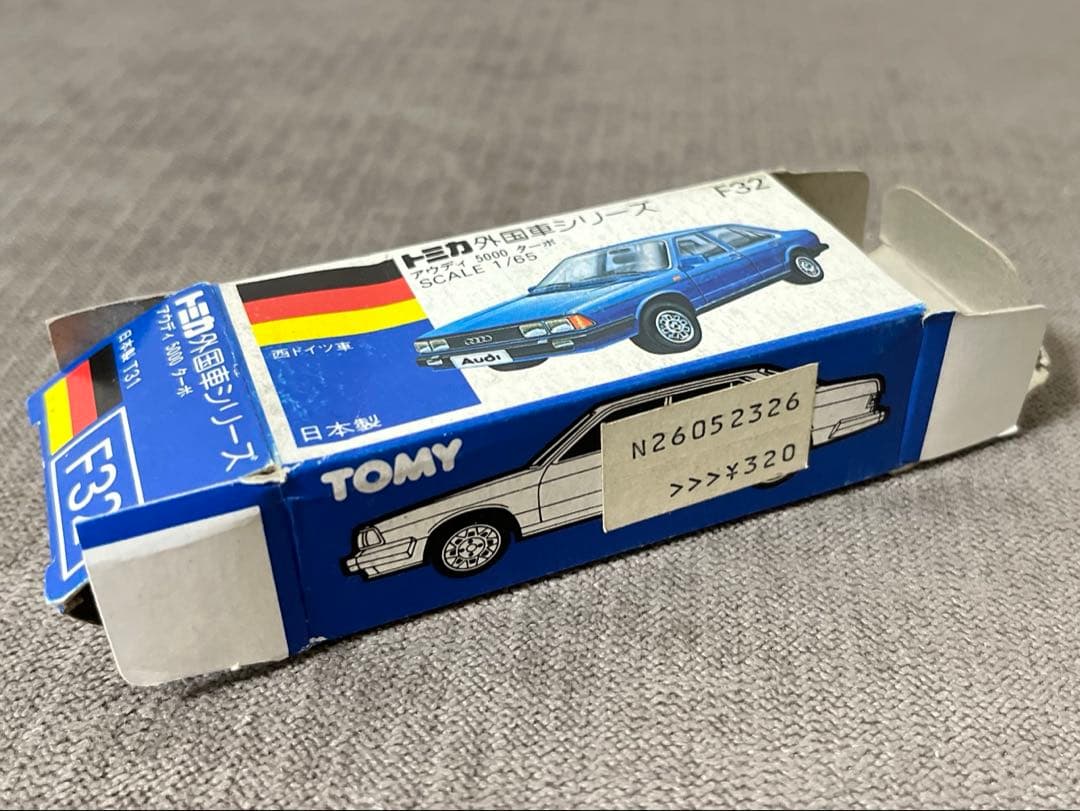 トミカ外国車シリーズ
F32
アウディ 5000 ターボ
SCALE 1/65
Audi
西ドイツ車
日本製
TOMY
N26052326
>>>¥320
トミカ外国車シリーズ
アウディ 5000 ターボ
日本製 T31
F32